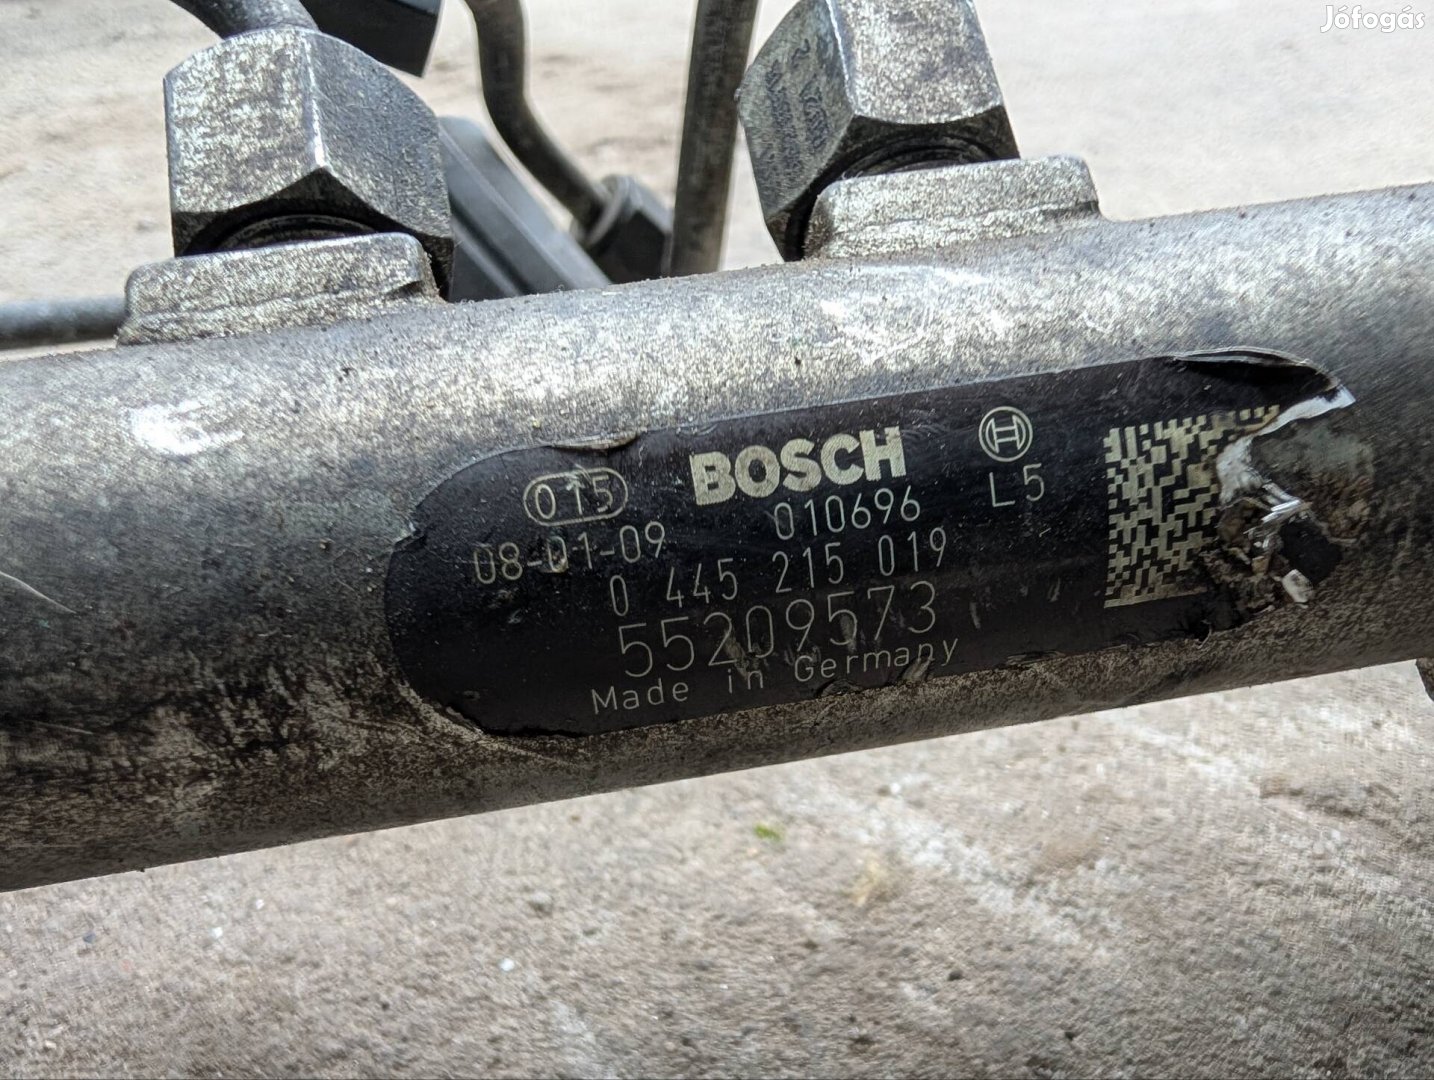 Jófogás
015
BOSCH
08-01-09 010696 L5
0 445 215 019
55209573
Made in Germany